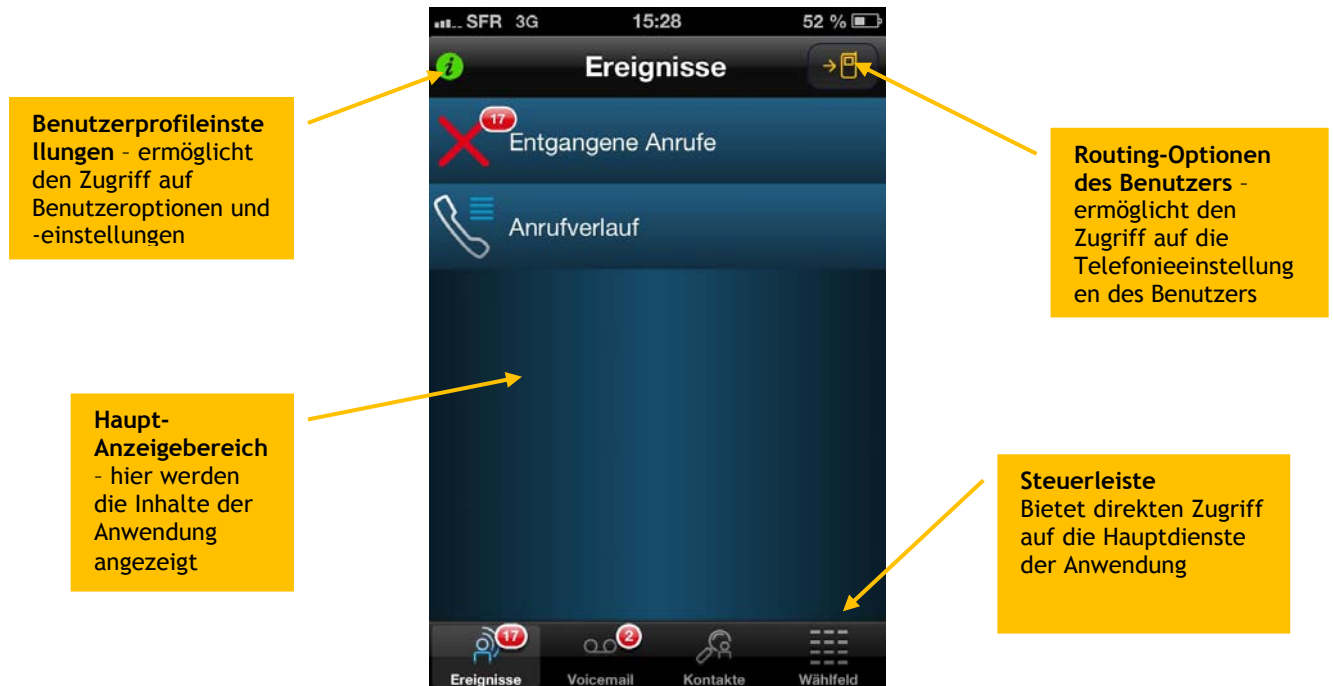 SFR 3G 15:28 52 %
Ereignisse
17
Entgangene Anrufe
Anrufverlauf
Benutzerprofileinste
llungen – ermöglicht
den Zugriff auf
Benutzeroptionen und
-einstellungen
Routing-Optionen
des Benutzers –
ermöglicht den
Zugriff auf die
Telefonieeinstellung
en des Benutzers
Haupt-
Anzeigebereich
– hier werden
die Inhalte der
Anwendung
angezeigt
Steuerleiste
Bietet direkten Zugriff
auf die Hauptdienste
der Anwendung
17 2
Ereignisse Voicemail Kontakte Wählfeld